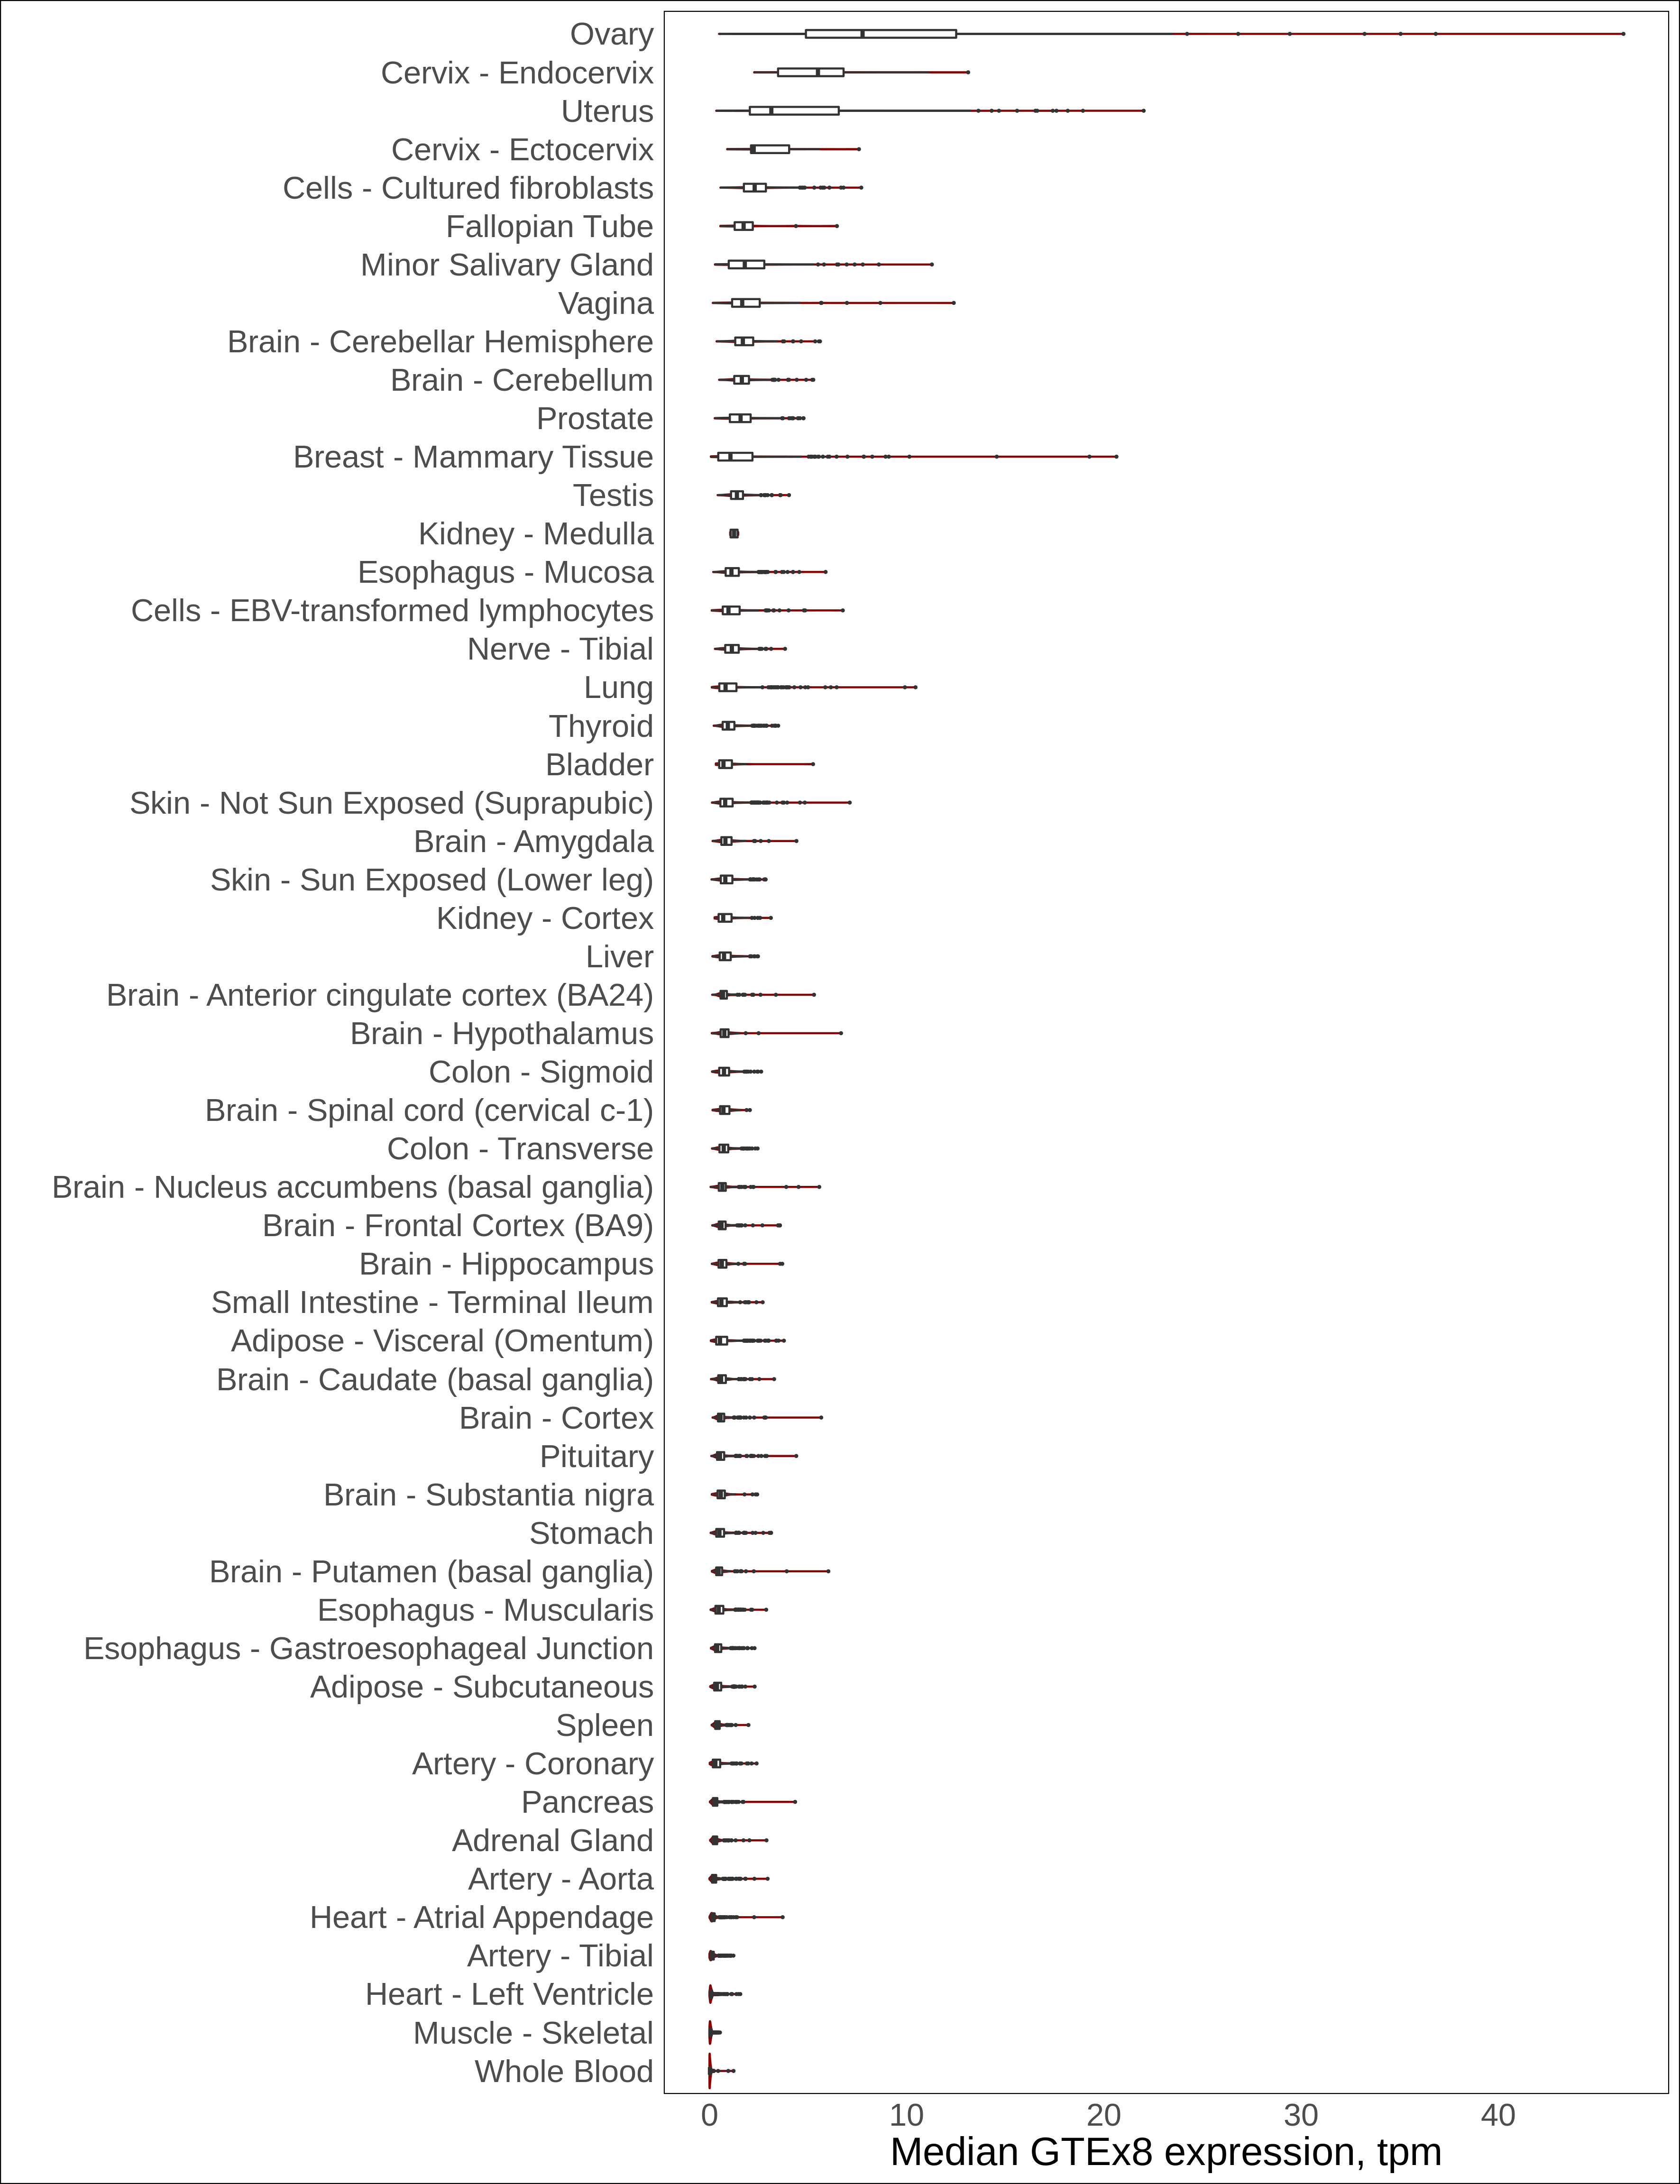 Ovary
Cervix - Endocervix
Uterus
Cervix - Ectocervix
Cells - Cultured fibroblasts
Fallopian Tube
Minor Salivary Gland
Vagina
Brain - Cerebellar Hemisphere
Brain - Cerebellum
Prostate
Breast - Mammary Tissue
Testis
Kidney - Medulla
Esophagus - Mucosa
Cells - EBV-transformed lymphocytes
Nerve - Tibial
Lung
Thyroid
Bladder
Skin - Not Sun Exposed (Suprapubic)
Brain - Amygdala
Skin - Sun Exposed (Lower leg)
Kidney - Cortex
Liver
Brain - Anterior cingulate cortex (BA24)
Brain - Hypothalamus
Colon - Sigmoid
Brain - Spinal cord (cervical c-1)
Colon - Transverse
Brain - Nucleus accumbens (basal ganglia)
Brain - Frontal Cortex (BA9)
Brain - Hippocampus
Small Intestine - Terminal Ileum
Adipose - Visceral (Omentum)
Brain - Caudate (basal ganglia)
Brain - Cortex
Pituitary
Brain - Substantia nigra
Stomach
Brain - Putamen (basal ganglia)
Esophagus - Muscularis
Esophagus - Gastroesophageal Junction
Adipose - Subcutaneous
Spleen
Artery - Coronary
Pancreas
Adrenal Gland
Artery - Aorta
Heart - Atrial Appendage
Artery - Tibial
Heart - Left Ventricle
Muscle - Skeletal
Whole Blood
0 10 20 30 40
Median GTEx8 expression, tpm